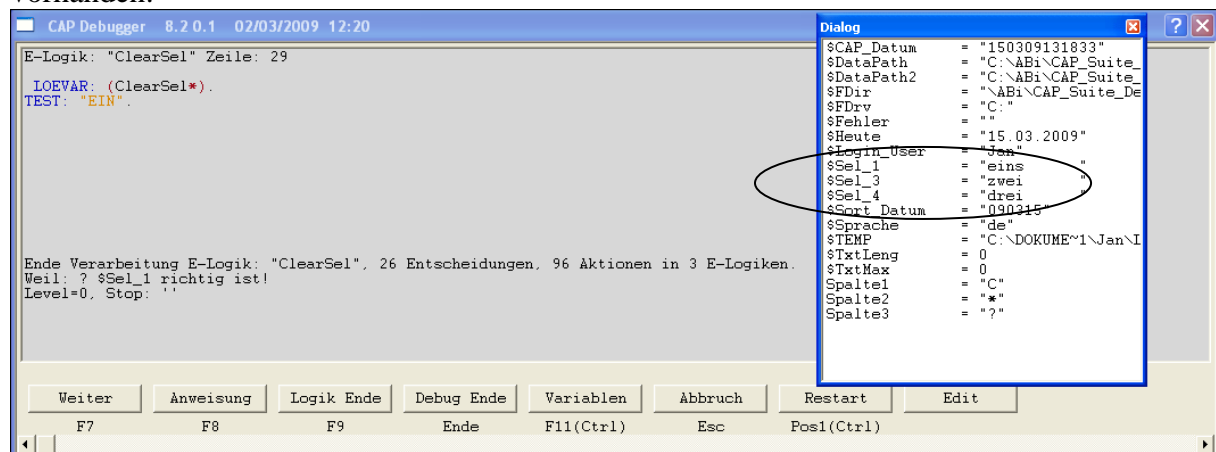 CAP Debugger 8.2 0.1 02/03/2009 12:20
E-Logik: "ClearSel" Zeile: 29
LOEVAR: (ClearSel*).
TEST: "EIN".
Ende Verarbeitung E-Logik: "ClearSel", 26 Entscheidungen, 96 Aktionen in 3 E-Logiken.
Weil: ? $Sel_1 richtig ist!
Level=0, Stop: ''
Dialog
$CAP_Datum = "150309131833"
$DataPath = "C:\ABi\CAP_Suite_
$DataPath2 = "C:\ABi\CAP_Suite_
$FDir = "\ABi\CAP_Suite_De
$FDrv = "C:"
$Fehler = ""
$Heute = "15.03.2009"
$Login_User = "Jan"
$Sel_1 = "eins "
$Sel_3 = "zwei "
$Sel_4 = "drei "
$Sort_Datum = "090315"
$Sprache = "de"
$TEMP = "C:\DOKUME~1\Jan\L
$TxtLeng = 0
$TxtMax = 0
Spalte1 = "C"
Spalte2 = "*"
Spalte3 = "?"
Weiter Anweisung Logik Ende Debug Ende Variablen Abbruch Restart Edit
F7 F8 F9 Ende F11(Ctrl) Esc Pos1(Ctrl)